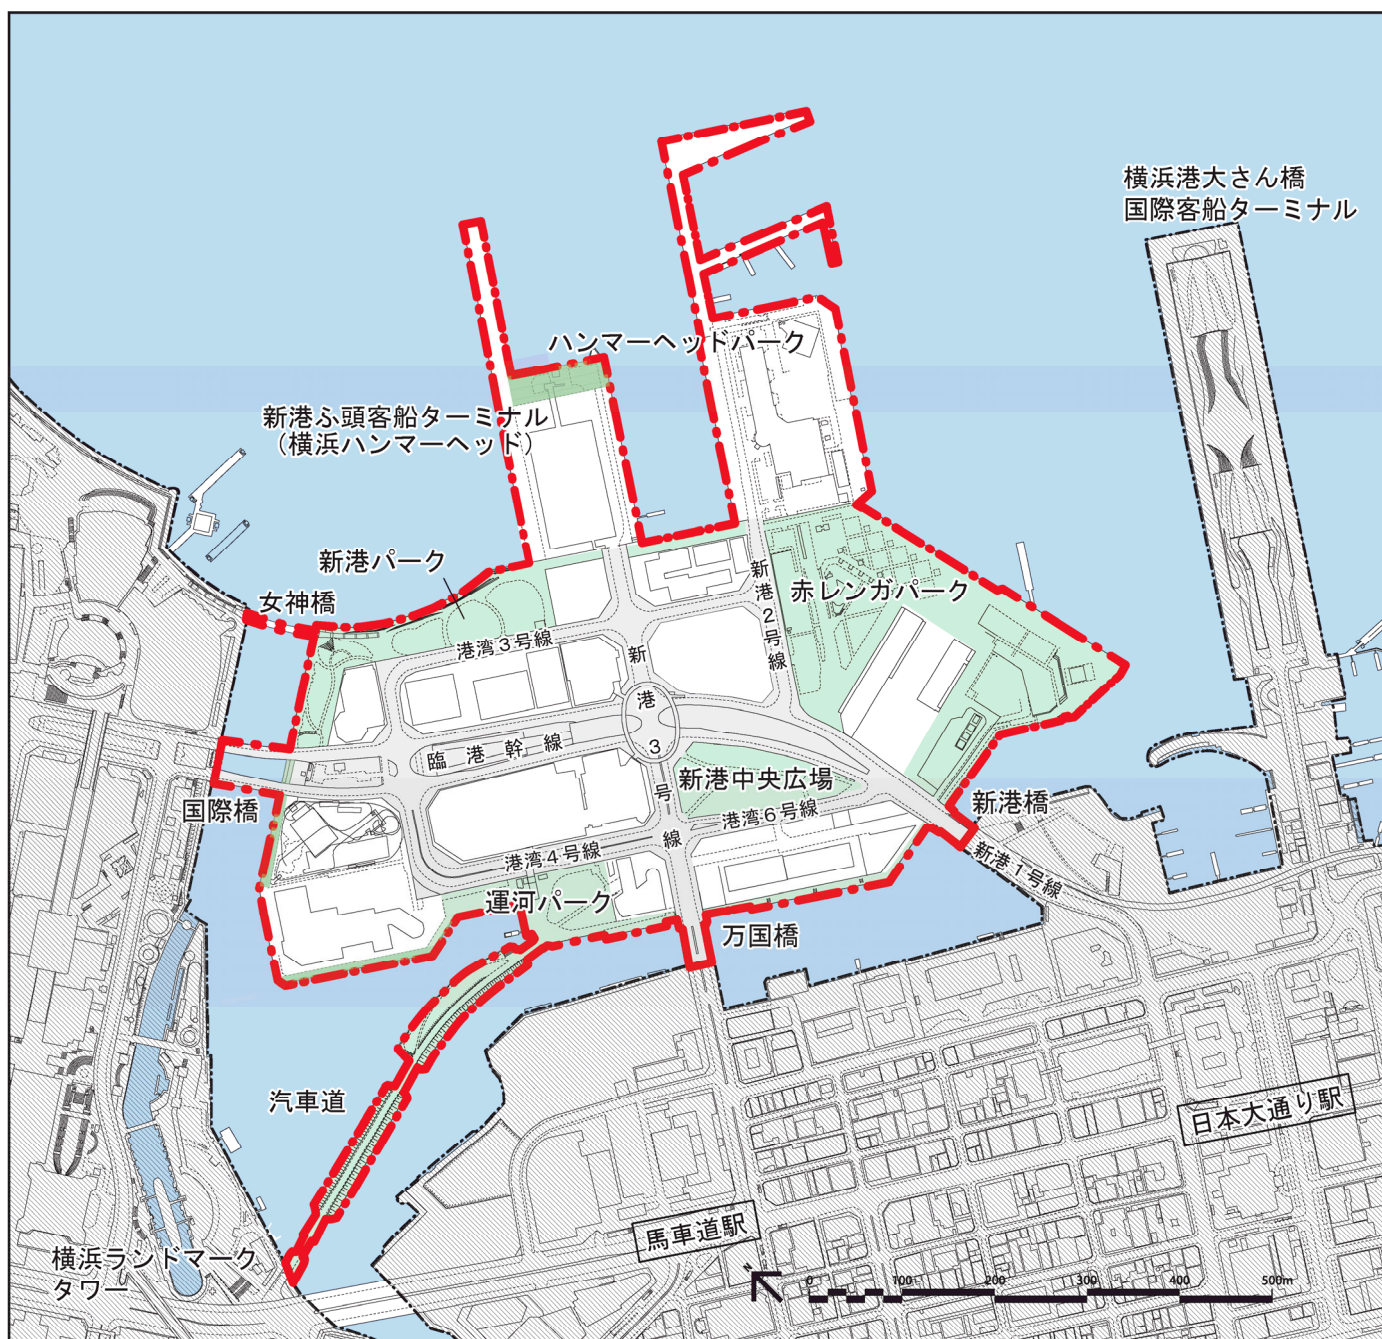 横浜港大さん橋
国際客船ターミナル
ハンマーヘッドパーク
新港ふ頭客船ターミナル
（横浜ハンマーヘッド）
新港パーク
女神橋
赤レンガパーク
新港2号線
港湾3号線
新港3号線
臨港幹線
新港中央広場
国際橋
新港橋
港湾6号線
港湾4号線
新港1号線
運河パーク
万国橋
汽車道
日本大通り駅
馬車道駅
横浜ランドマーク
タワー
N
0 100 200 300 400 500m